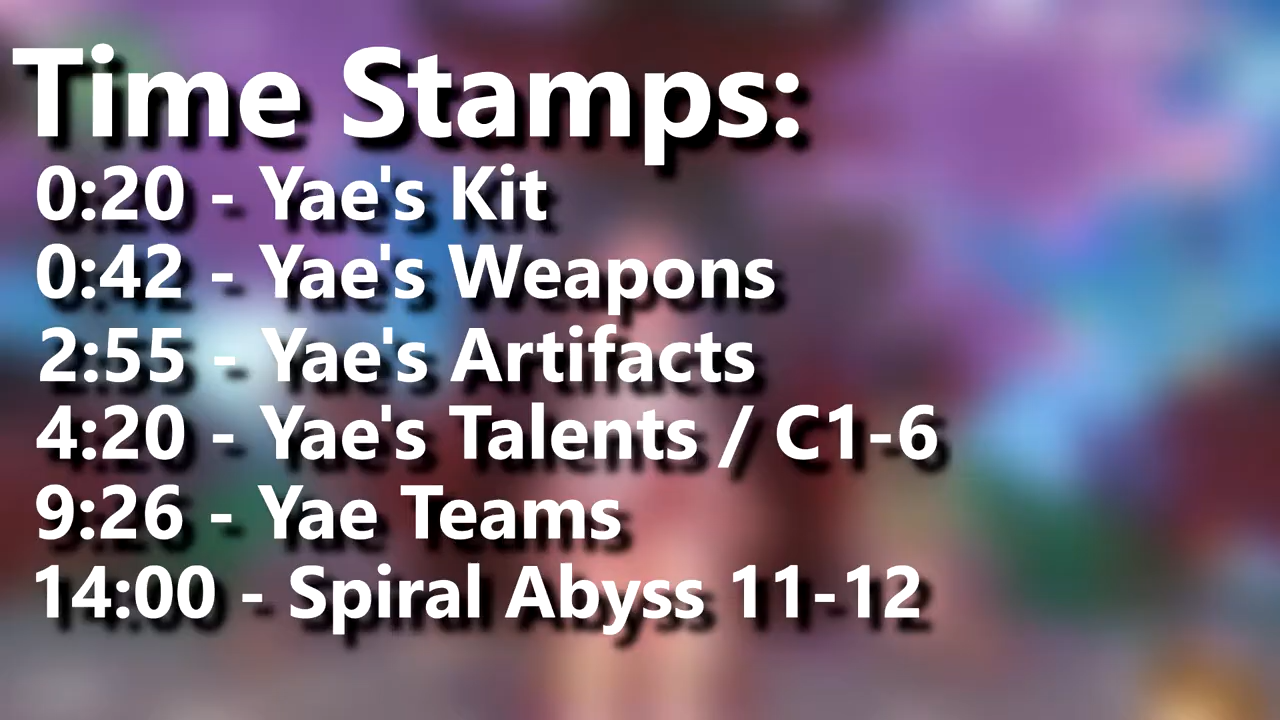 Time Stamps:
0:20 - Yae's Kit
0:42 - Yae's Weapons
2:55 - Yae's Artifacts
4:20 - Yae's Talents / C1-6
9:26 - Yae Teams
14:00 - Spiral Abyss 11-12